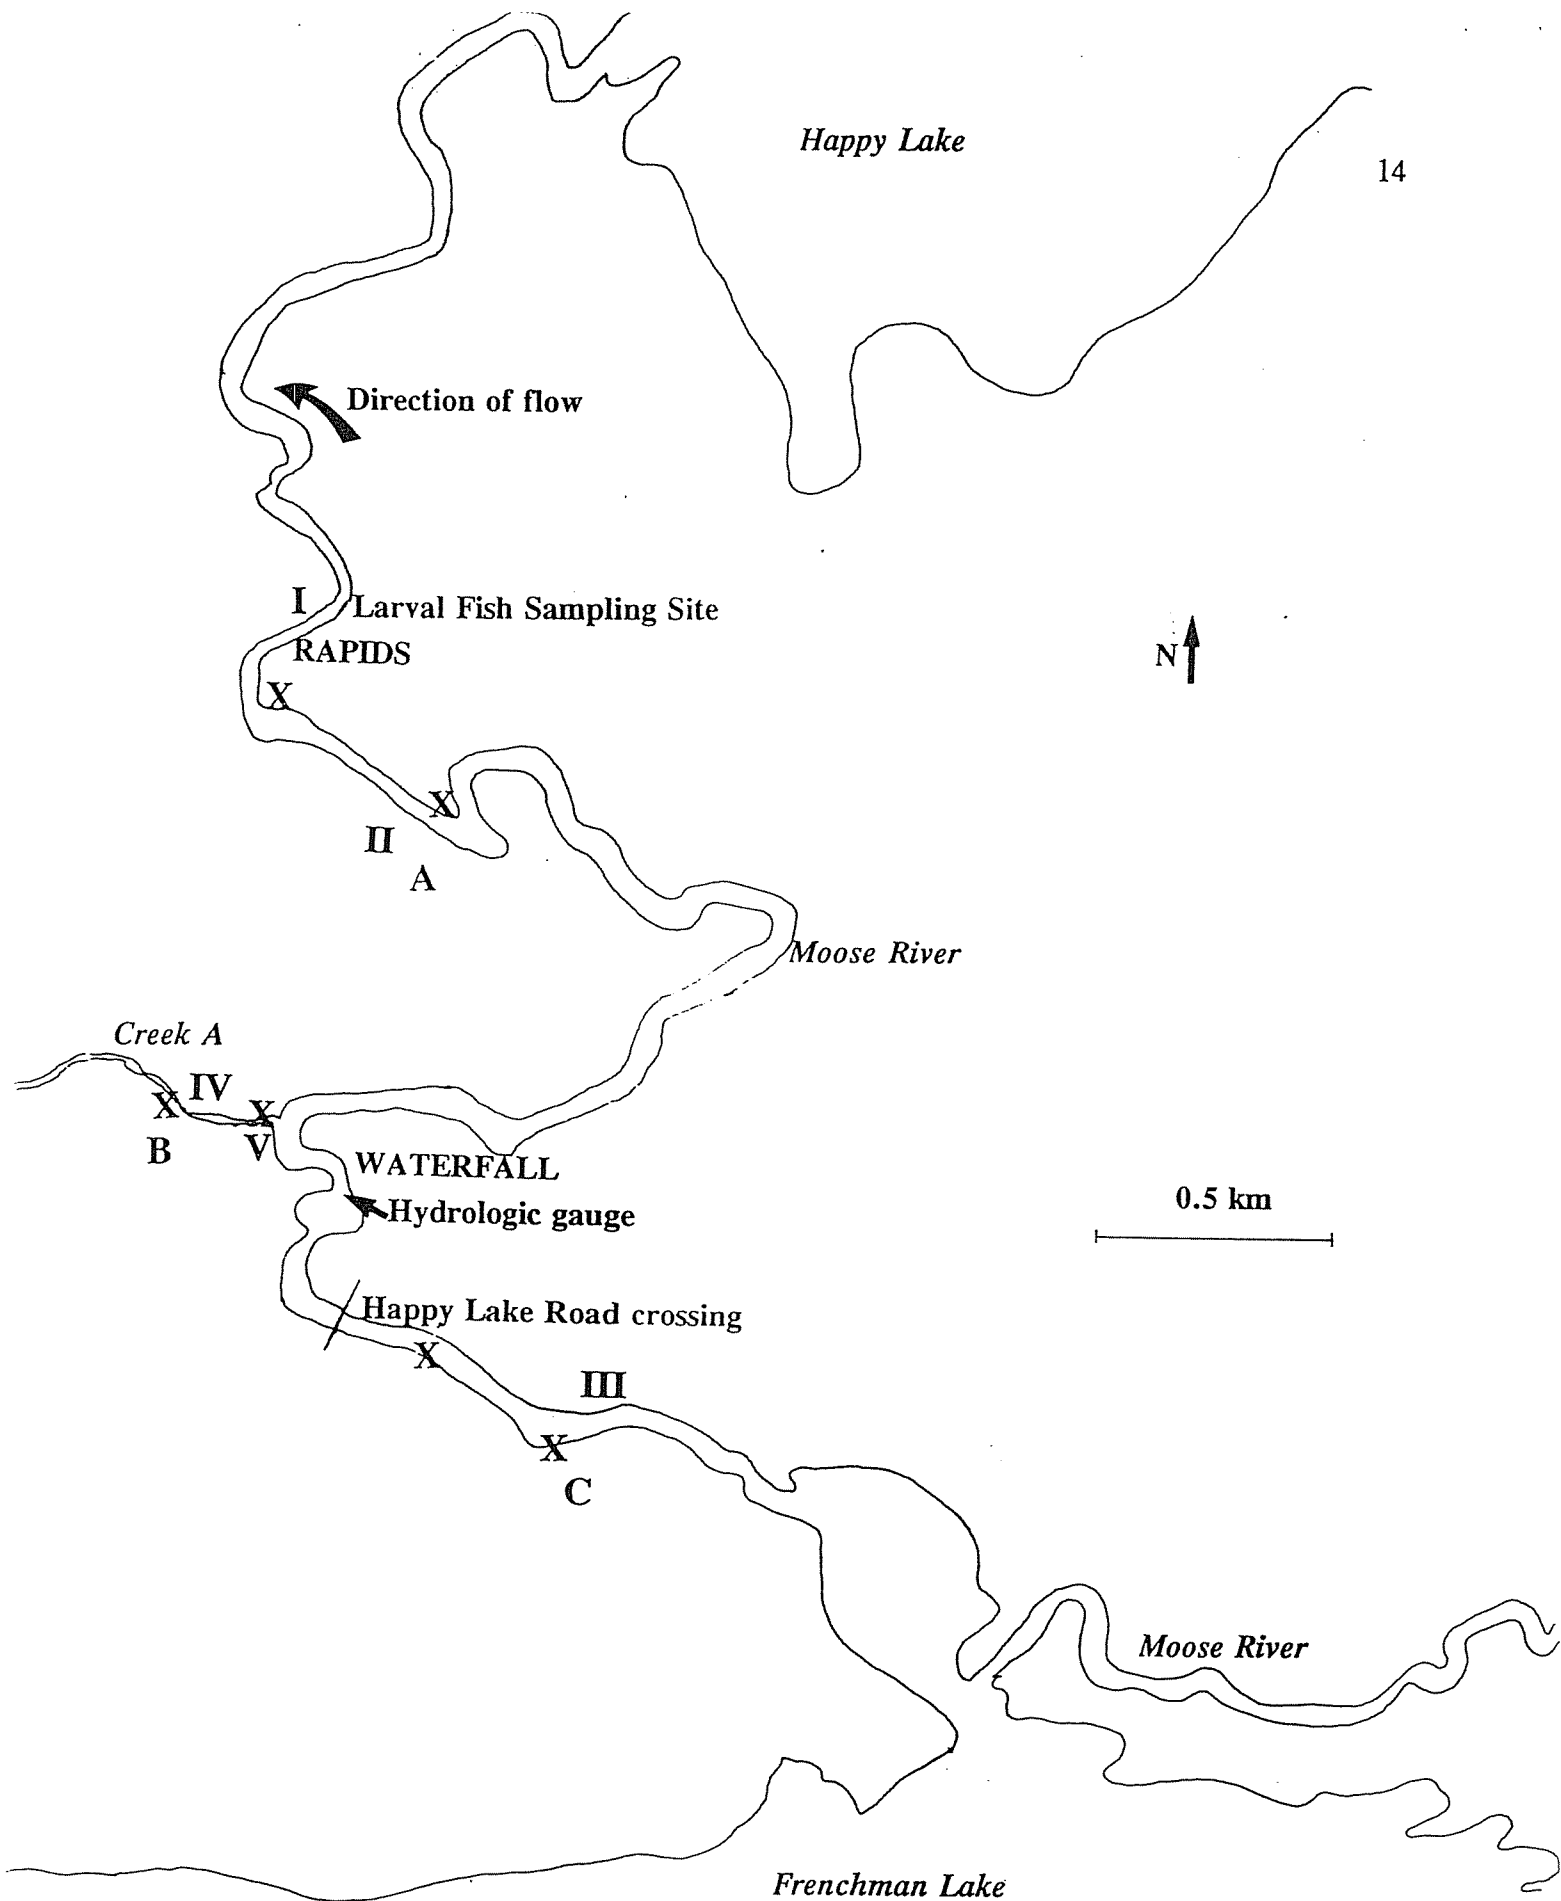 Happy Lake
14
Direction of flow
I
Larval Fish Sampling Site
RAPIDS
N
X
X
II
A
Moose River
Creek A
IV
X
X
B
V
WATERFALL
Hydrologic gauge
0.5 km
Happy Lake Road crossing
X
III
X
C
Moose River
Frenchman Lake